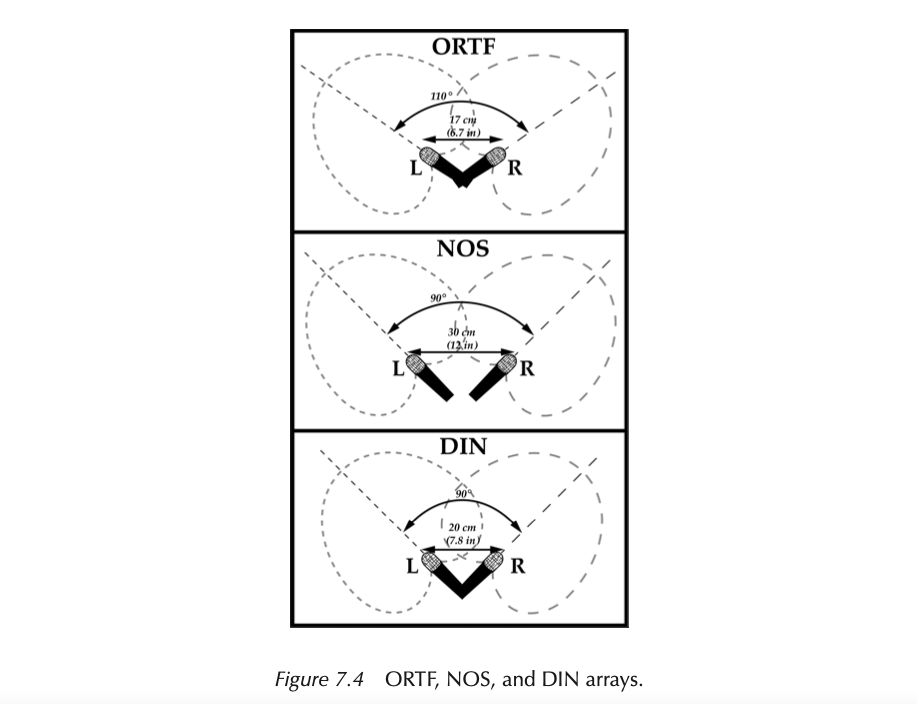 ORTF
110°
17 cm
(6.7 in)
L
R
NOS
90°
30 cm
(12 in)
L
R
DIN
90°
20 cm
(7.8 in)
L
R
Figure 7.4 ORTF, NOS, and DIN arrays.